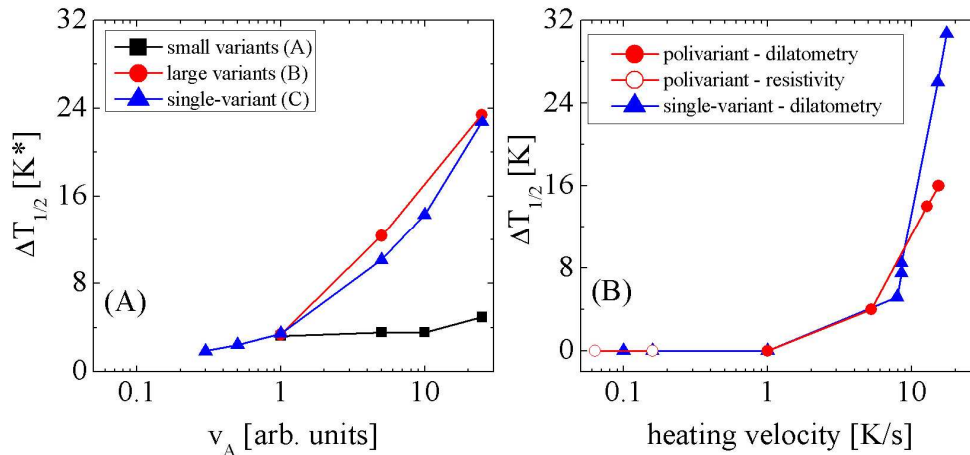 32
24
16
8
0
ΔT1/2 [K*]
small variants (A)
large variants (B)
single-variant (C)
(A)
0.1 1 10
vA [arb. units]
32
24
16
8
0
ΔT1/2 [K]
polivariant - dilatometry
polivariant - resistivity
single-variant - dilatometry
(B)
0.1 1 10
heating velocity [K/s]